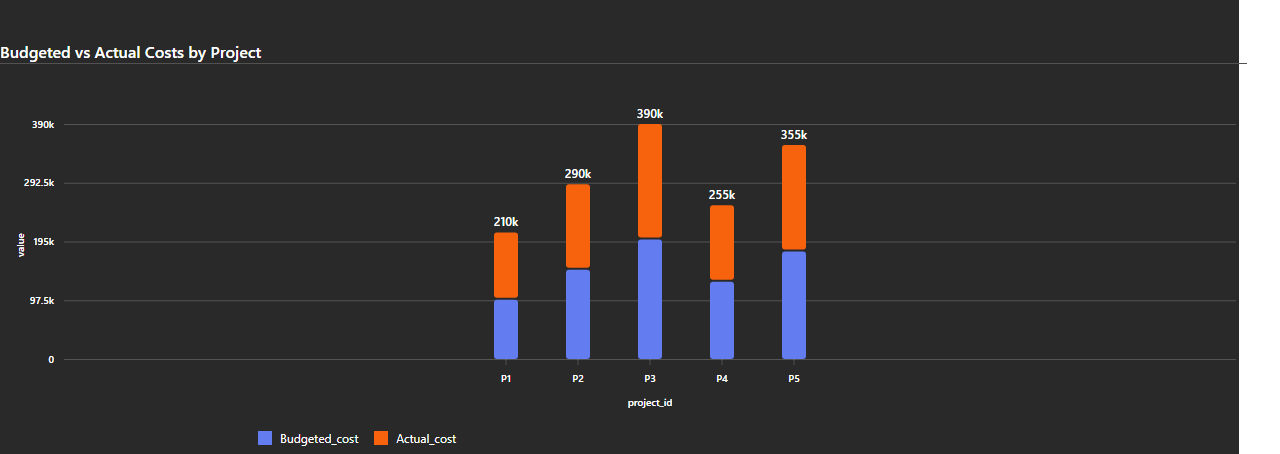 Budgeted vs Actual Costs by Project
390k
355k
290k
255k
210k
390k
292.5k
195k
97.5k
0
value
P1 P2 P3 P4 P5
project_id
Budgeted_cost Actual_cost